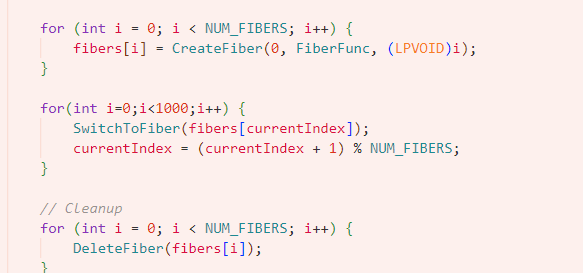 for (int i = 0; i < NUM_FIBERS; i++) {
    fibers[i] = CreateFiber(0, FiberFunc, (LPVOID)i);
}
for(int i=0;i<1000;i++) {
    SwitchToFiber(fibers[currentIndex]);
    currentIndex = (currentIndex + 1) % NUM_FIBERS;
}
// Cleanup
for (int i = 0; i < NUM_FIBERS; i++) {
    DeleteFiber(fibers[i]);
}